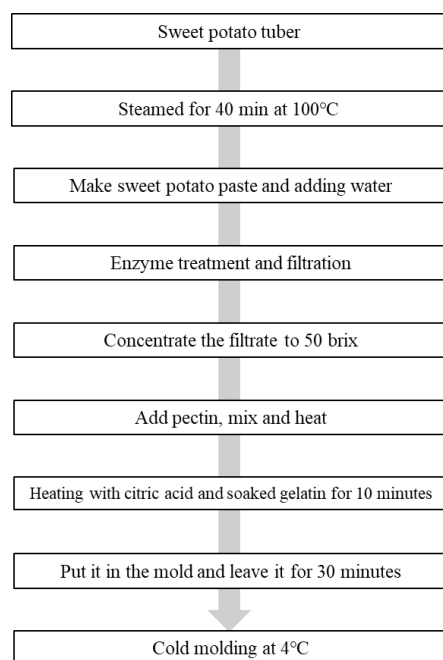 Sweet potato tuber
Steamed for 40 min at 100℃
Make sweet potato paste and adding water
Enzyme treatment and filtration
Concentrate the filtrate to 50 brix
Add pectin, mix and heat
Heating with citric acid and soaked gelatin for 10 minutes
Put it in the mold and leave it for 30 minutes
Cold molding at 4℃